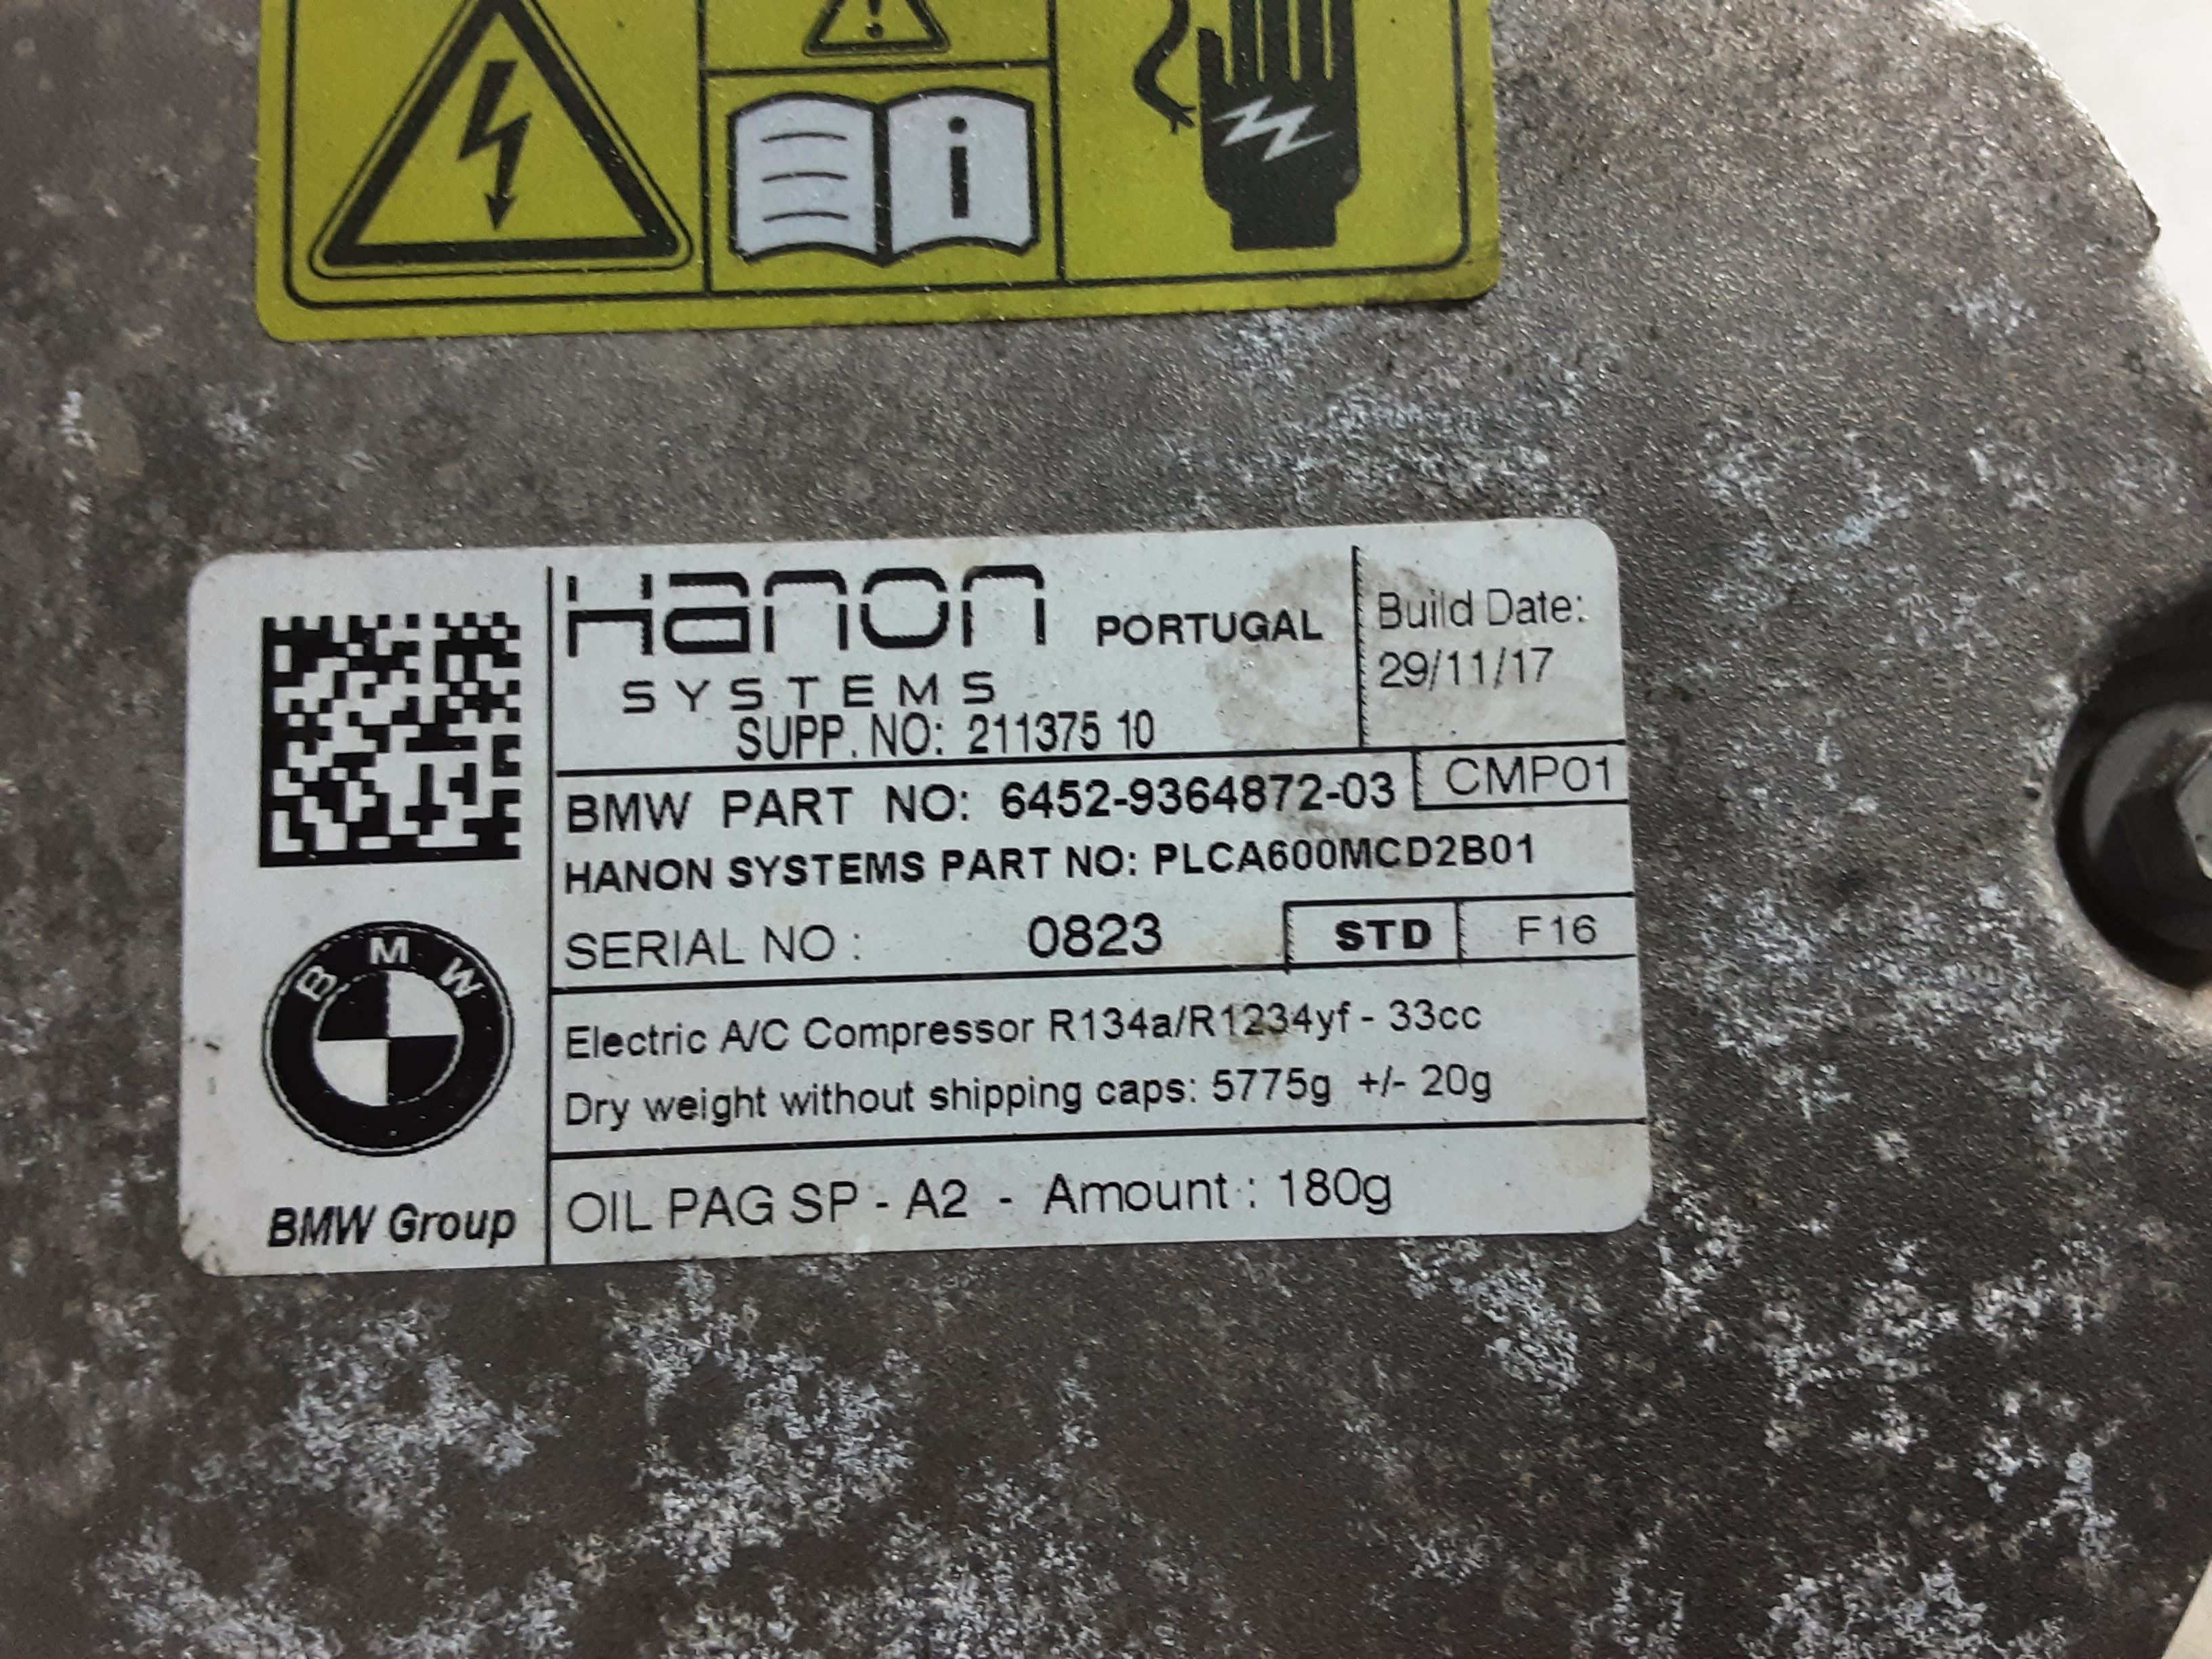 i
Hanon
SYSTEMS
PORTUGAL
SUPP. NO: 211375 10
Build Date:
29/11/17
BMW PART NO: 6452-9364872-03
CMP01
HANON SYSTEMS PART NO: PLCA600MCD2B01
SERIAL NO : 0823
STD
F16
Electric A/C Compressor R134a/R1234yf - 33cc
Dry weight without shipping caps: 5775g +/- 20g
OIL PAG SP - A2 - Amount : 180g
BMW
BMW Group